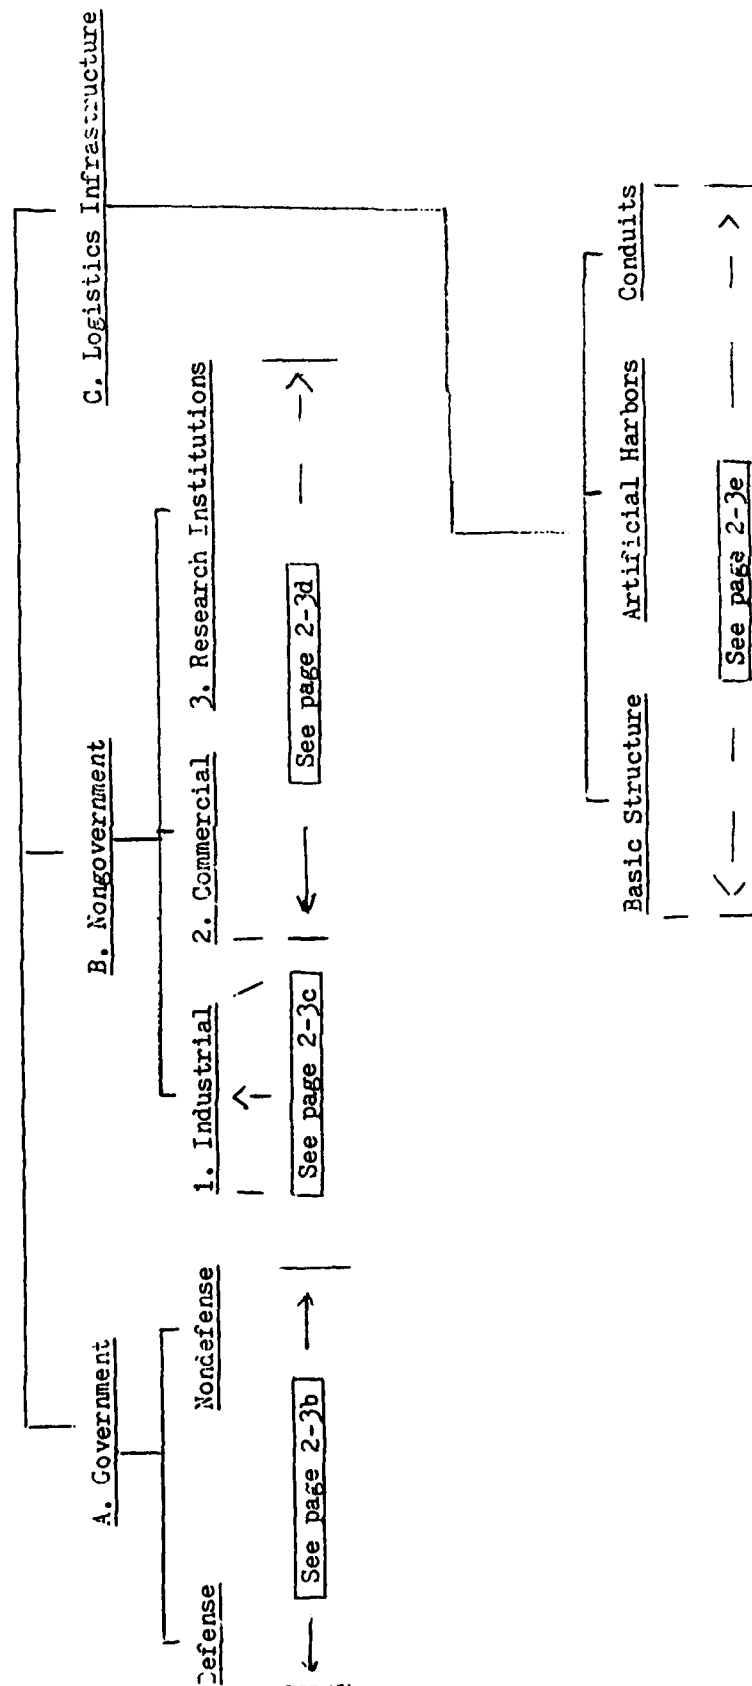 A. Government
B. Nongovernment
C. Logistics Infrastructure
Defense
Nondefense
1. Industrial
2. Commercial
3. Research Institutions
See page 2-3b
See page 2-3c
See page 2-3d
Basic Structure
Artificial Harbors
Conduits
See page 2-3e